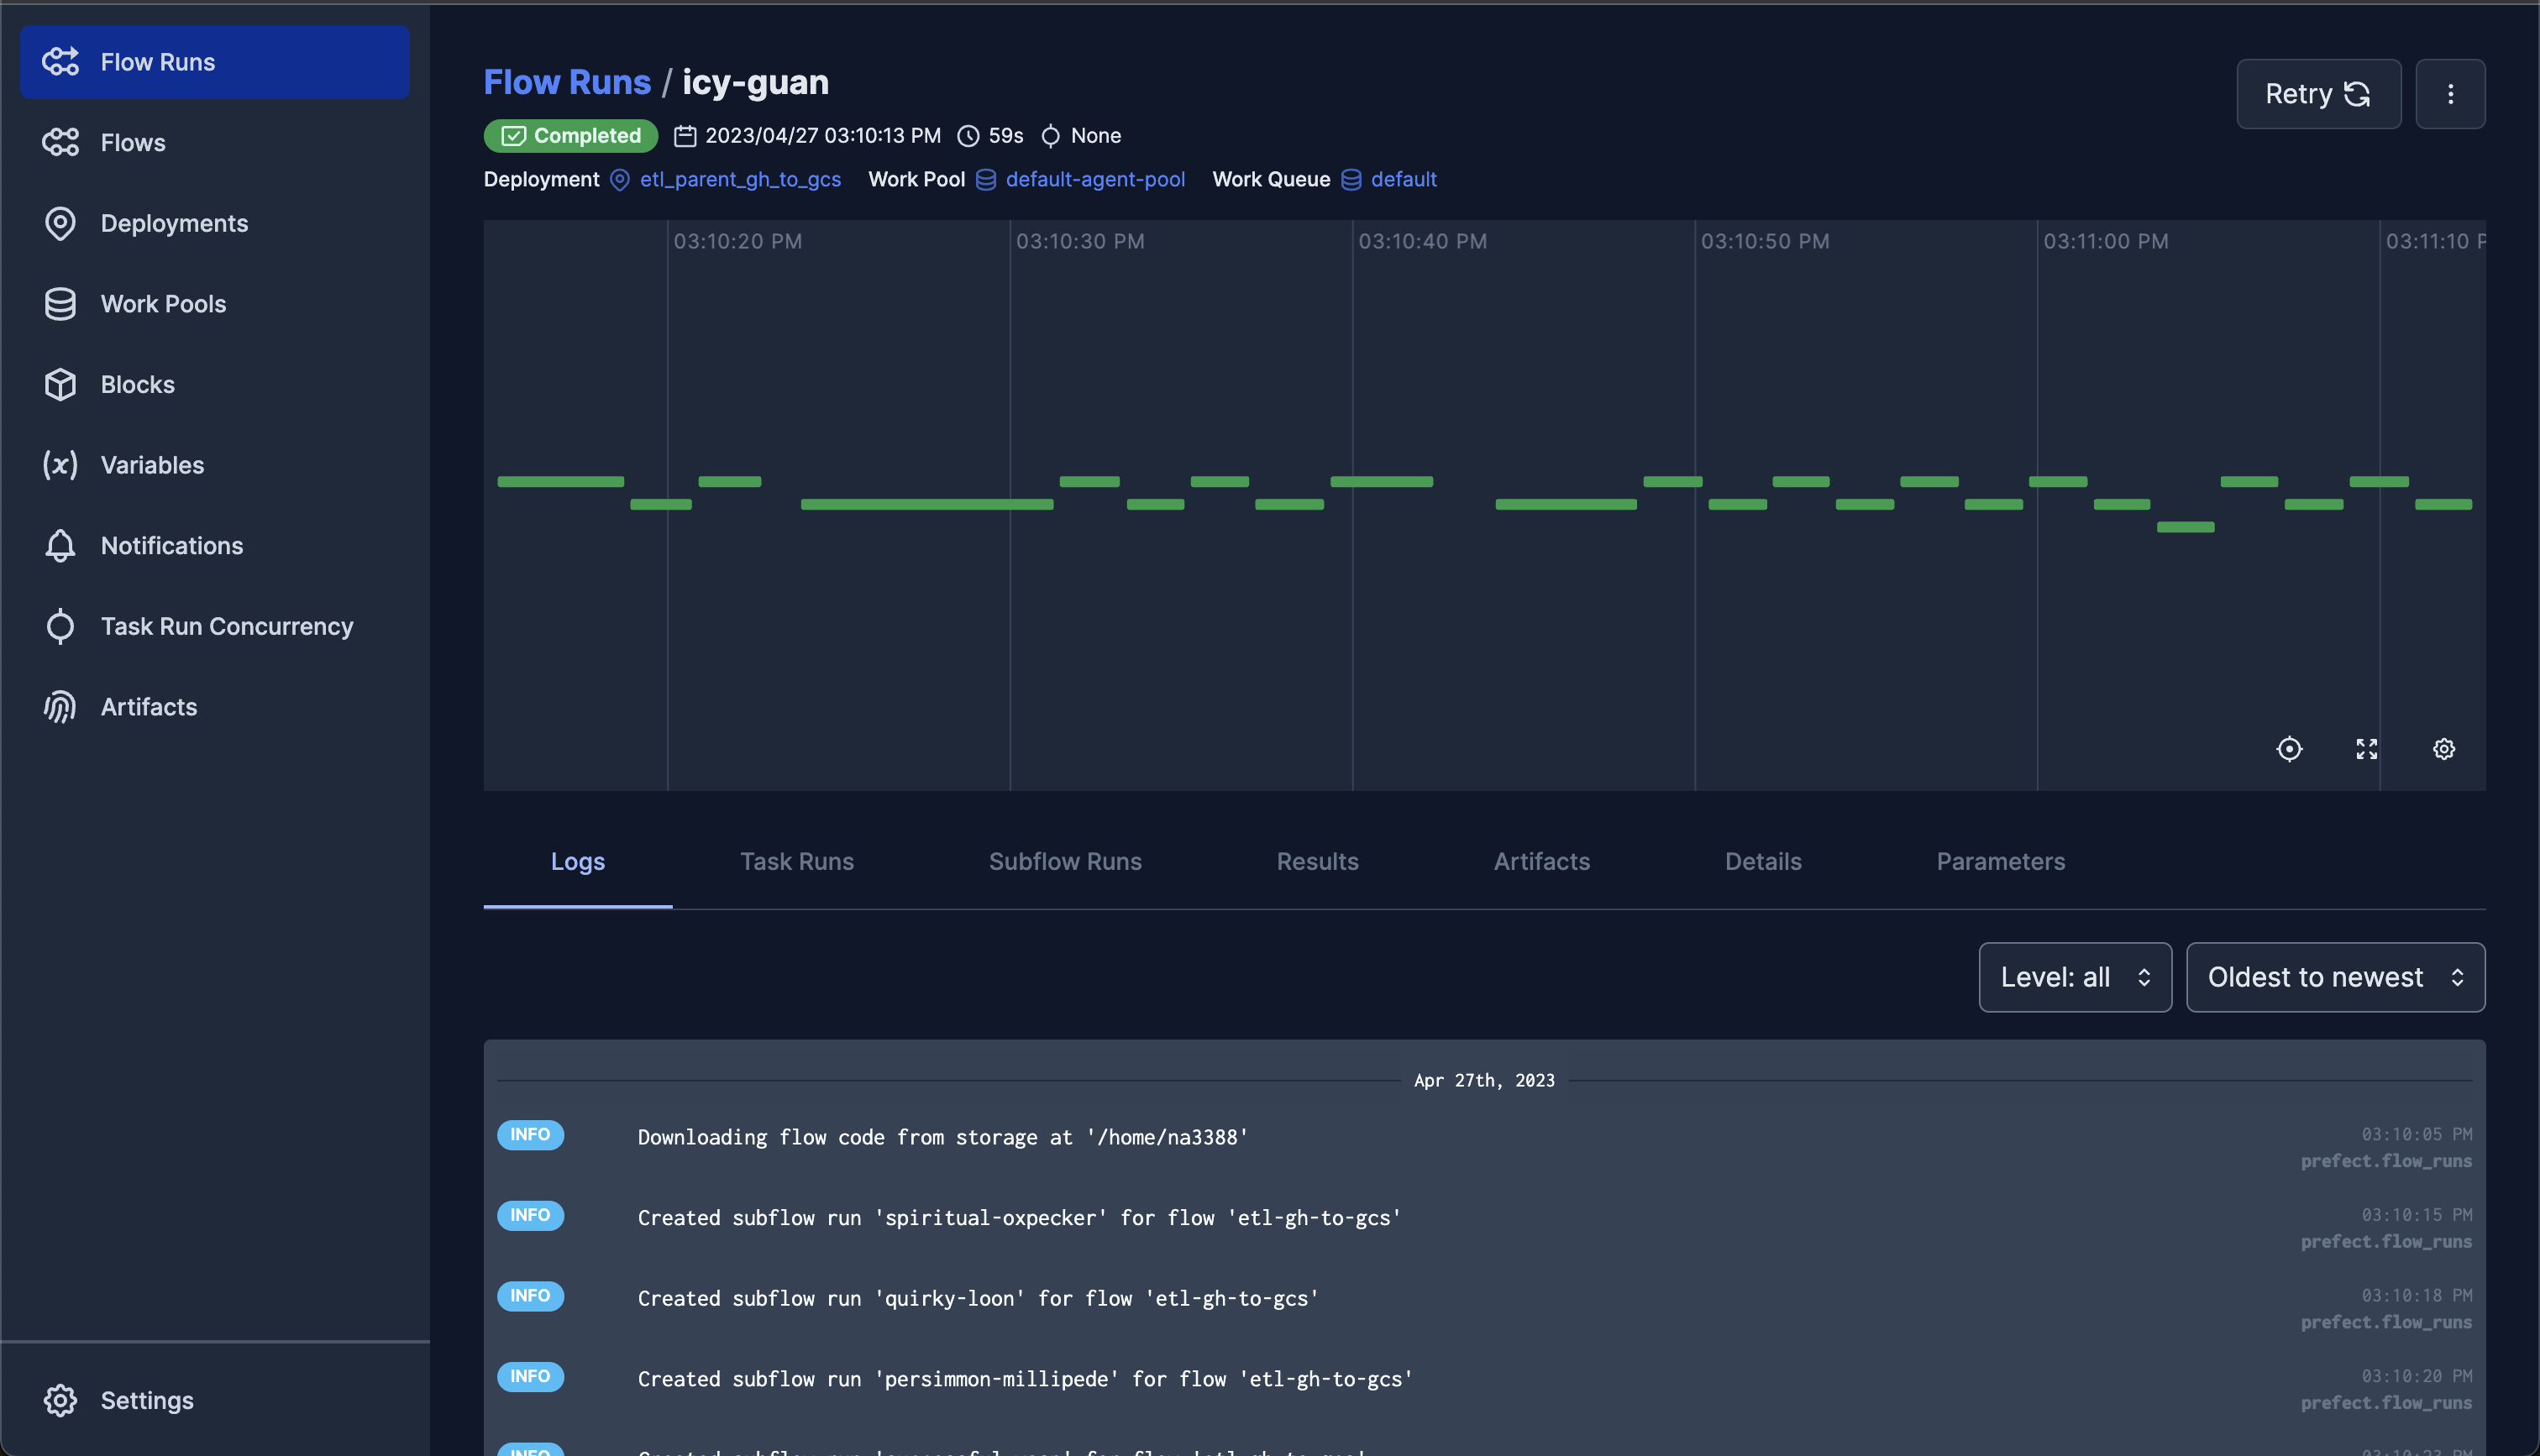 Flow Runs
Flows
Deployments
Work Pools
Blocks
Variables
Notifications
Task Run Concurrency
Artifacts
Settings
Flow Runs / icy-guan
Retry
Completed 2023/04/27 03:10:13 PM 59s None
Deployment etl_parent_gh_to_gcs Work Pool default-agent-pool Work Queue default
03:10:20 PM 03:10:30 PM 03:10:40 PM 03:10:50 PM 03:11:00 PM 03:11:10
Logs Task Runs Subflow Runs Results Artifacts Details Parameters
Level: all Oldest to newest
Apr 27th, 2023
INFO Downloading flow code from storage at '/home/na3388' 03:10:05 PM
prefect.flow_runs
INFO Created subflow run 'spiritual-oxpecker' for flow 'etl-gh-to-gcs' 03:10:15 PM
prefect.flow_runs
INFO Created subflow run 'quirky-loon' for flow 'etl-gh-to-gcs' 03:10:18 PM
prefect.flow_runs
INFO Created subflow run 'persimmon-millipede' for flow 'etl-gh-to-gcs' 03:10:20 PM
prefect.flow_runs